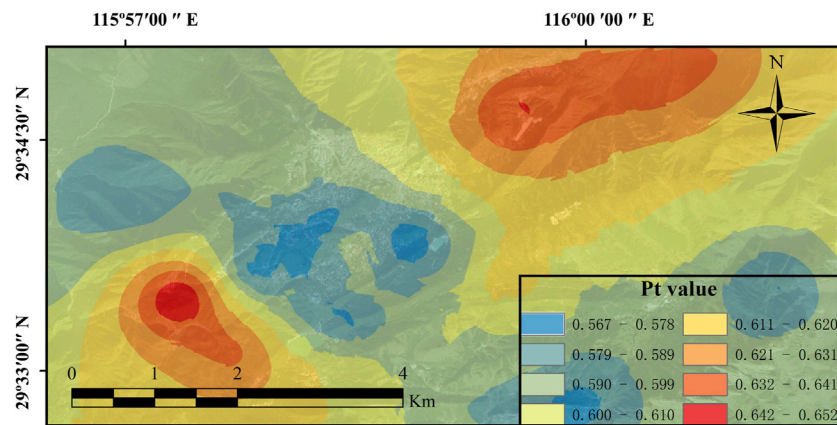 115º57′00 ″ E 116º00 ′00 ″ E
N
29º34′30″ N
29º33′00″ N
0 1 2 4
Km
Pt value
0.567 - 0.578 0.611 - 0.620
0.579 - 0.589 0.621 - 0.631
0.590 - 0.599 0.632 - 0.641
0.600 - 0.610 0.642 - 0.652